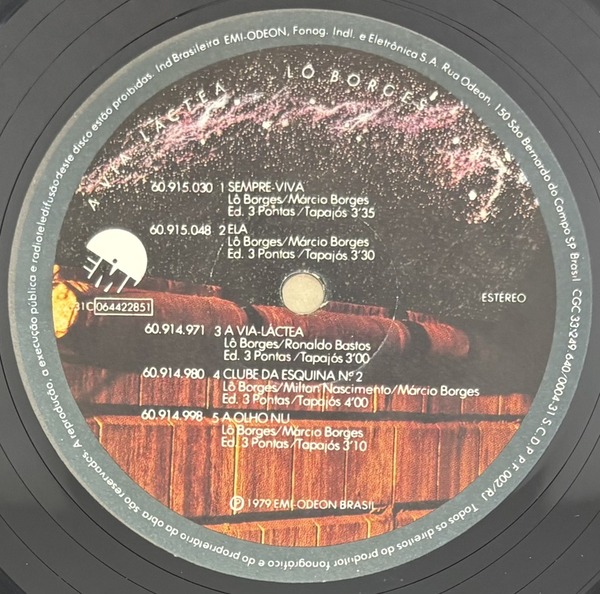 A VIA-LÁCTEA LÔ BORGES
60.915.030 1 SEMPRE-VIVA
Lô Borges/Márcio Borges
Ed. 3 Pontas/Tapajós 3'35
60.915.048 2 ELA
Lô Borges/Márcio Borges
Ed. 3 Pontas/Tapajós 3'30
EMI
31C 064422851
ESTÉREO
60.914.971 3 A VIA-LÁCTEA
Lô Borges/Ronaldo Bastos
Ed. 3 Pontas/Tapajós 3'00
60.914.980 4 CLUBE DA ESQUINA Nº 2
Lô Borges/Milton Nascimento/Márcio Borges
Ed. 3 Pontas/Tapajós 4'00
60.914.998 5 A OLHO NU
Lô Borges/Márcio Borges
Ed. 3 Pontas/Tapajós 3'10
Ⓟ 1979 EMI-ODEON BRASIL
Todos os direitos do produtor fonográfico e do proprietário da obra são reservados. A reprodução, a execução pública e radioteledifusão deste disco estão proibidas. Ind Brasileira EMI-ODEON, Fonog. Indl. e Eletrônica S.A. Rua Odeon, 150 São Bernardo do Campo SP Brasil CGC 33.249.640/0004-31 S C D P P F. 002/RJ